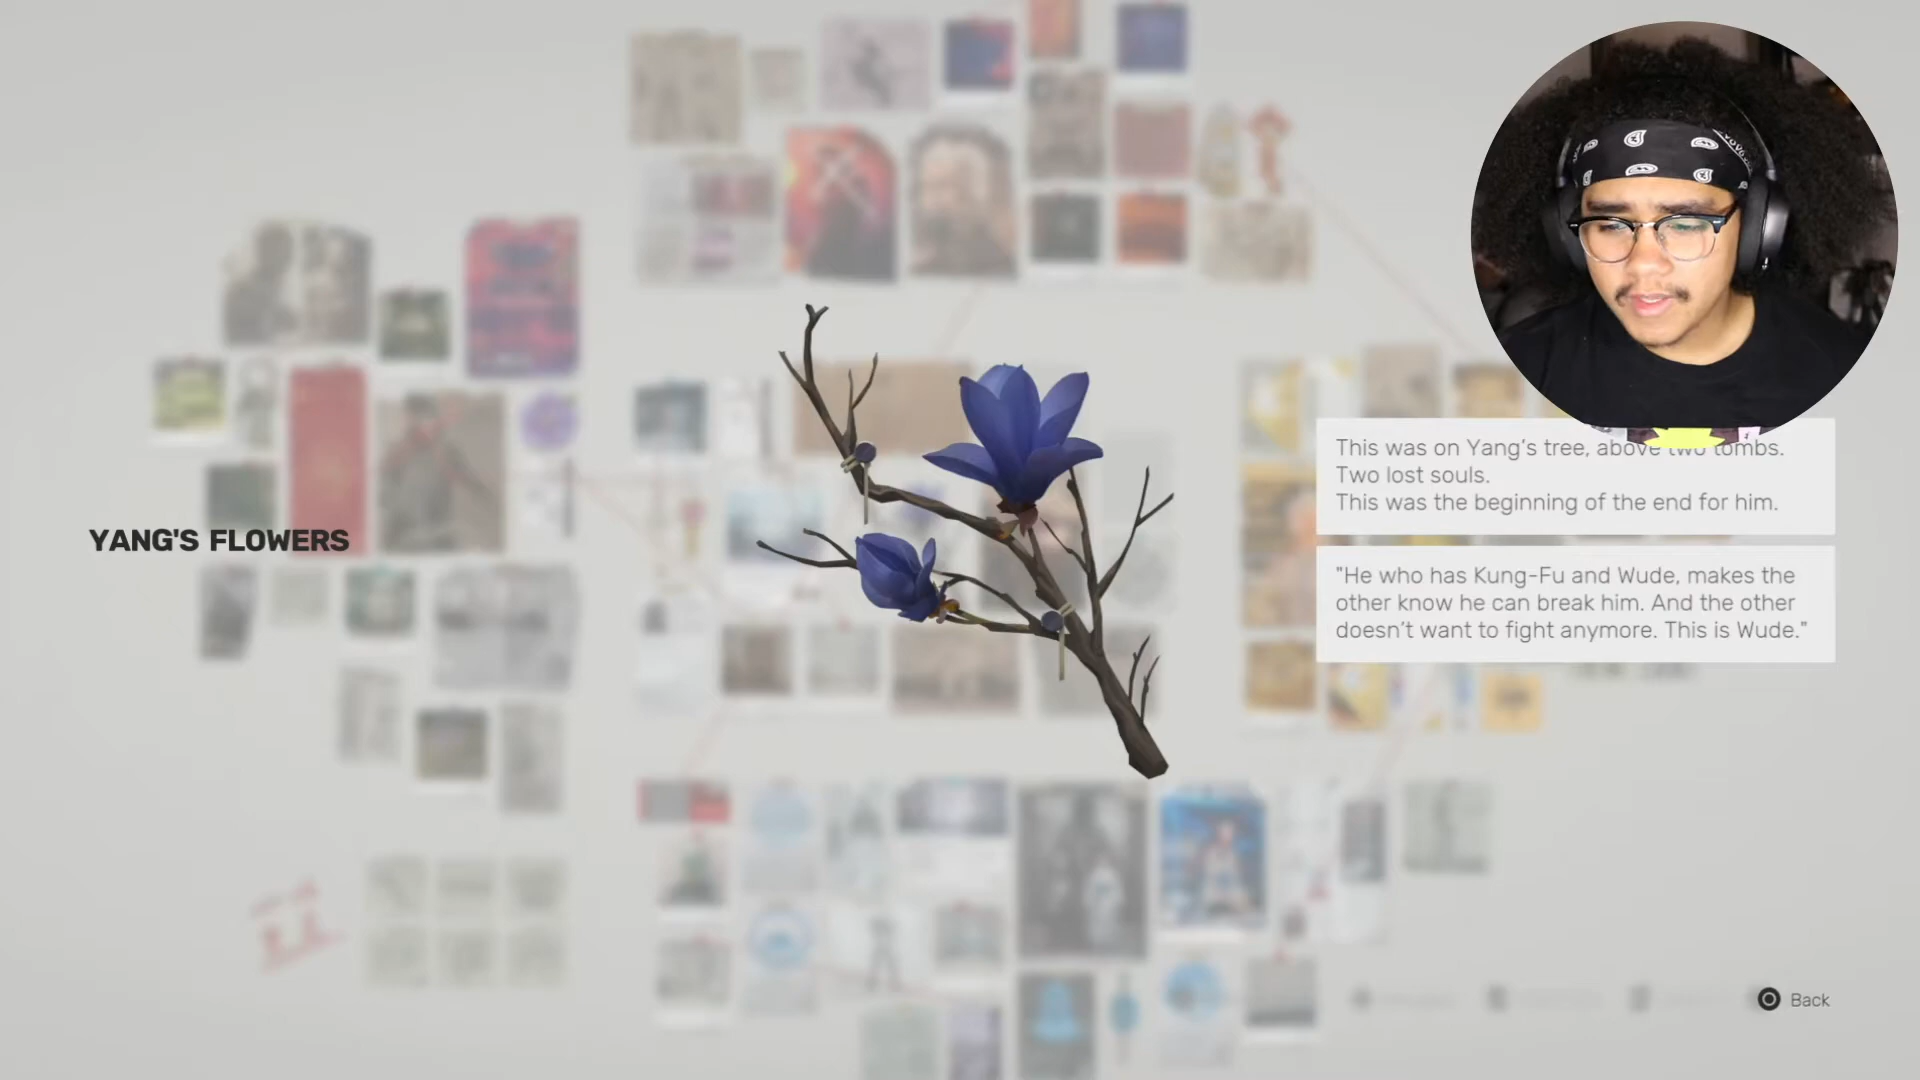 YANG'S FLOWERS
This was on Yang's tree, above two tombs.
Two lost souls.
This was the beginning of the end for him.
"He who has Kung-Fu and Wude, makes the
other know he can break him. And the other
doesn't want to fight anymore. This is Wude."
Back